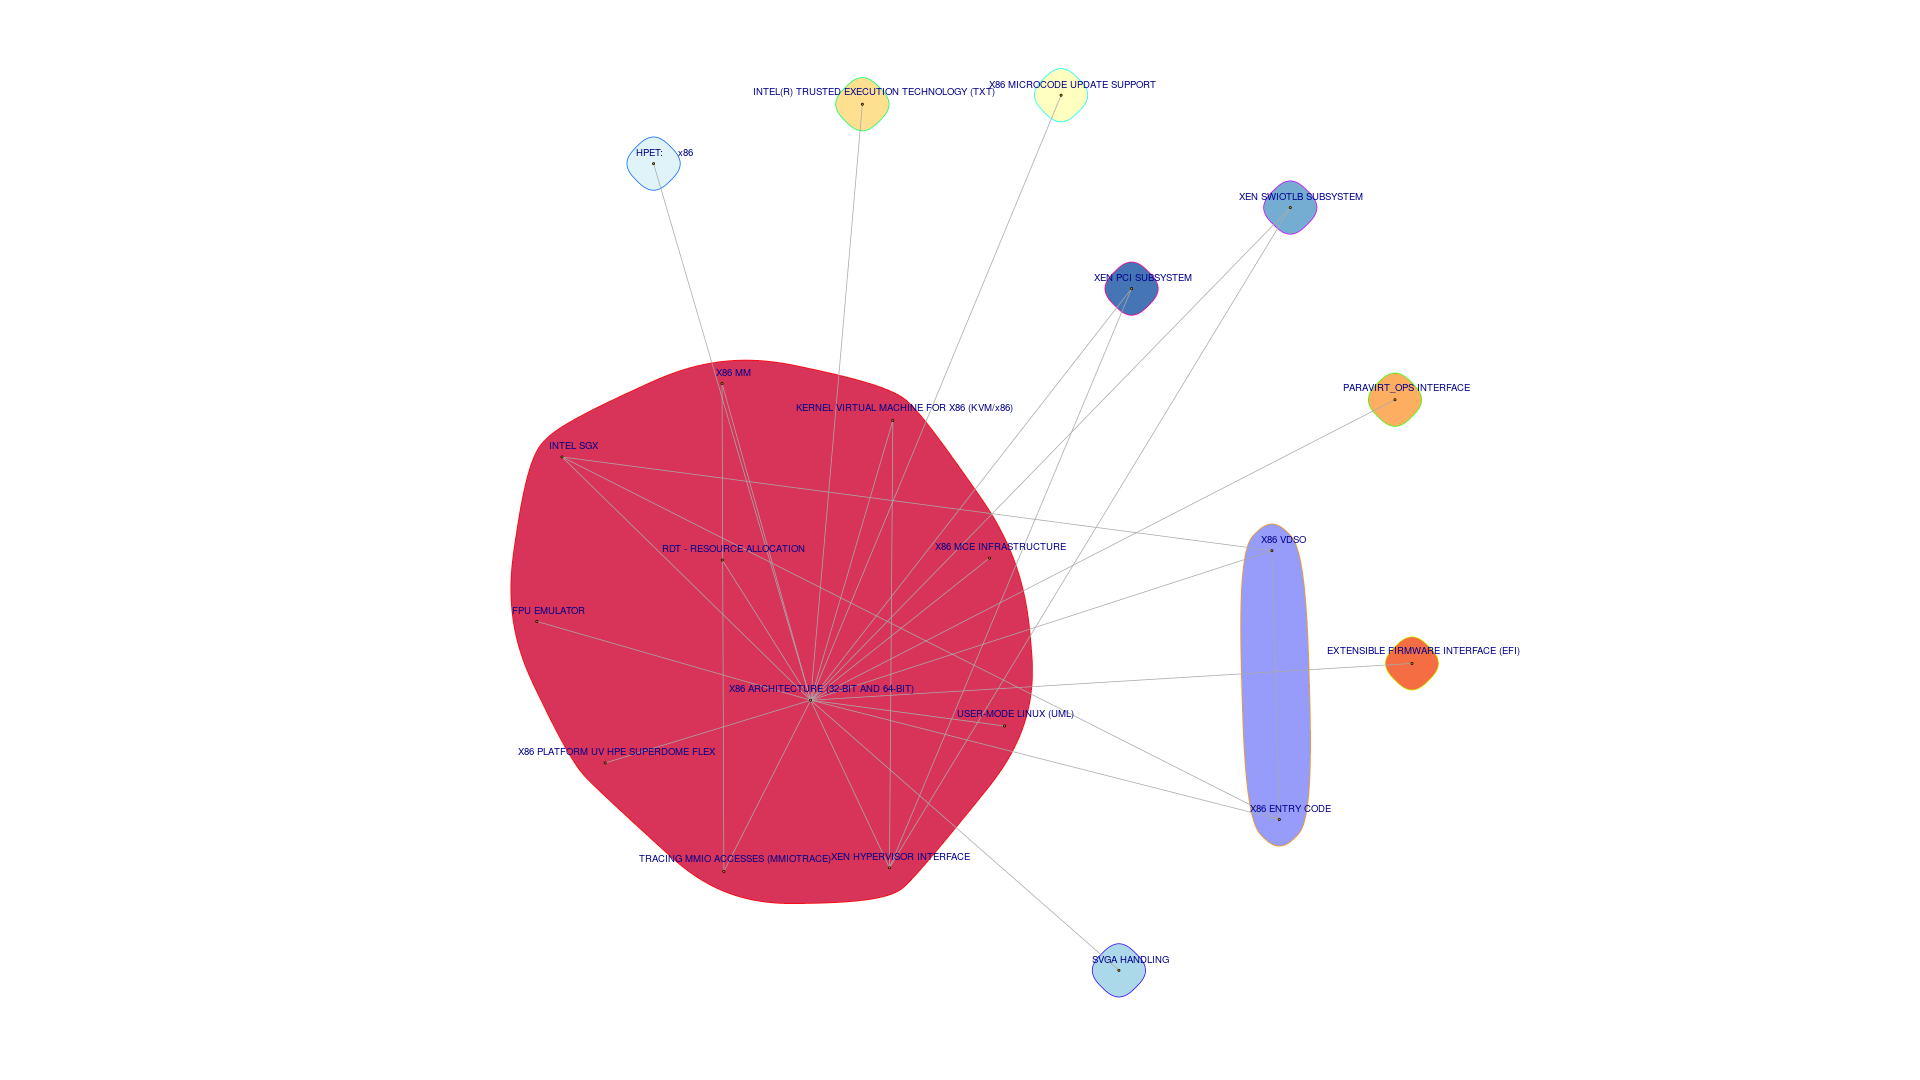 X86 MICROCODE UPDATE SUPPORT
INTEL(R) TRUSTED EXECUTION TECHNOLOGY (TXT)
HPET: x86
XEN SWIOTLB SUBSYSTEM
XEN PCI SUBSYSTEM
X86 MM
PARAVIRT_OPS INTERFACE
KERNEL VIRTUAL MACHINE FOR X86 (KVM/x86)
INTEL SGX
X86 VDSO
X86 MCE INFRASTRUCTURE
RDT - RESOURCE ALLOCATION
FPU EMULATOR
EXTENSIBLE FIRMWARE INTERFACE (EFI)
X86 ARCHITECTURE (32-BIT AND 64-BIT)
USER-MODE LINUX (UML)
X86 PLATFORM UV HPE SUPERDOME FLEX
X86 ENTRY CODE
TRACING MMIO ACCESSES (MMIOTRACE)
XEN HYPERVISOR INTERFACE
SVGA HANDLING